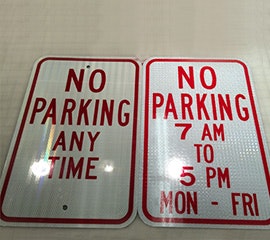 NO
PARKING
ANY
TIME
NO
PARKING
7 AM
TO
5 PM
MON - FRI